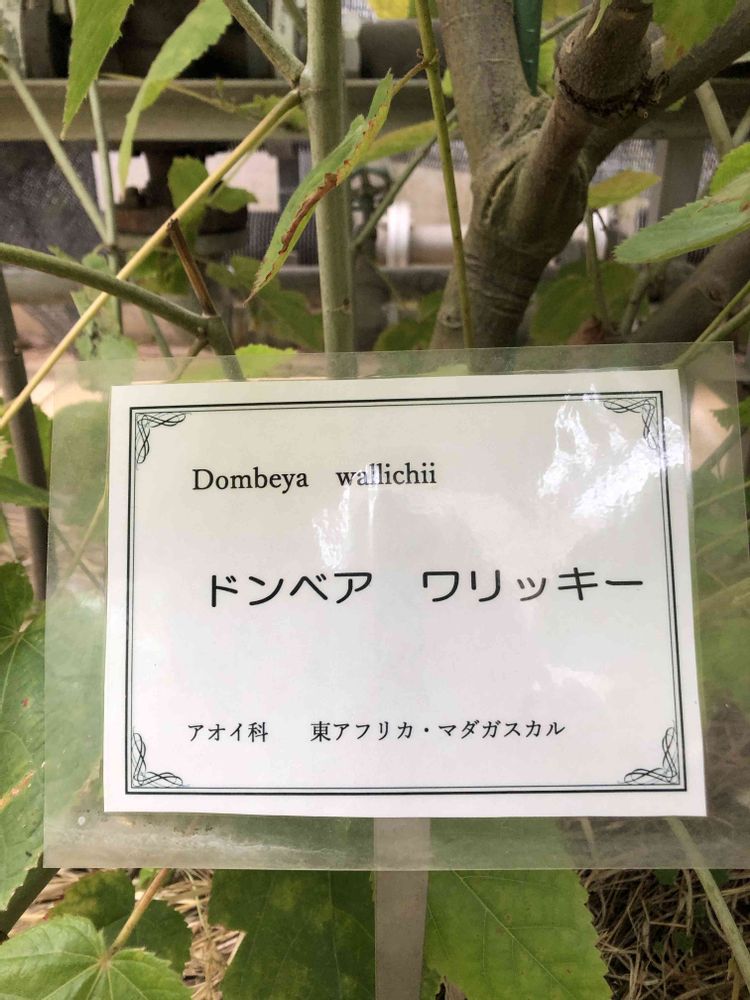 Dombeya　wallichii
ドンベア　ワリッキー
アオイ科　　東アフリカ・マダガスカル